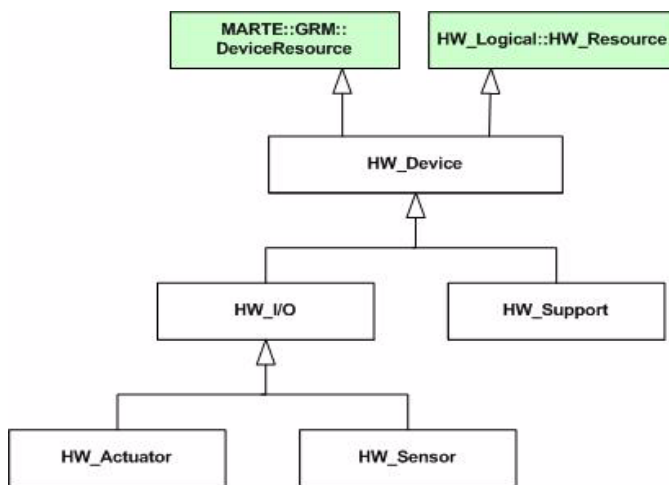 MARTE::GRM::
DeviceResource
HW_Logical::HW_Resource
HW_Device
HW_I/O
HW_Support
HW_Actuator
HW_Sensor